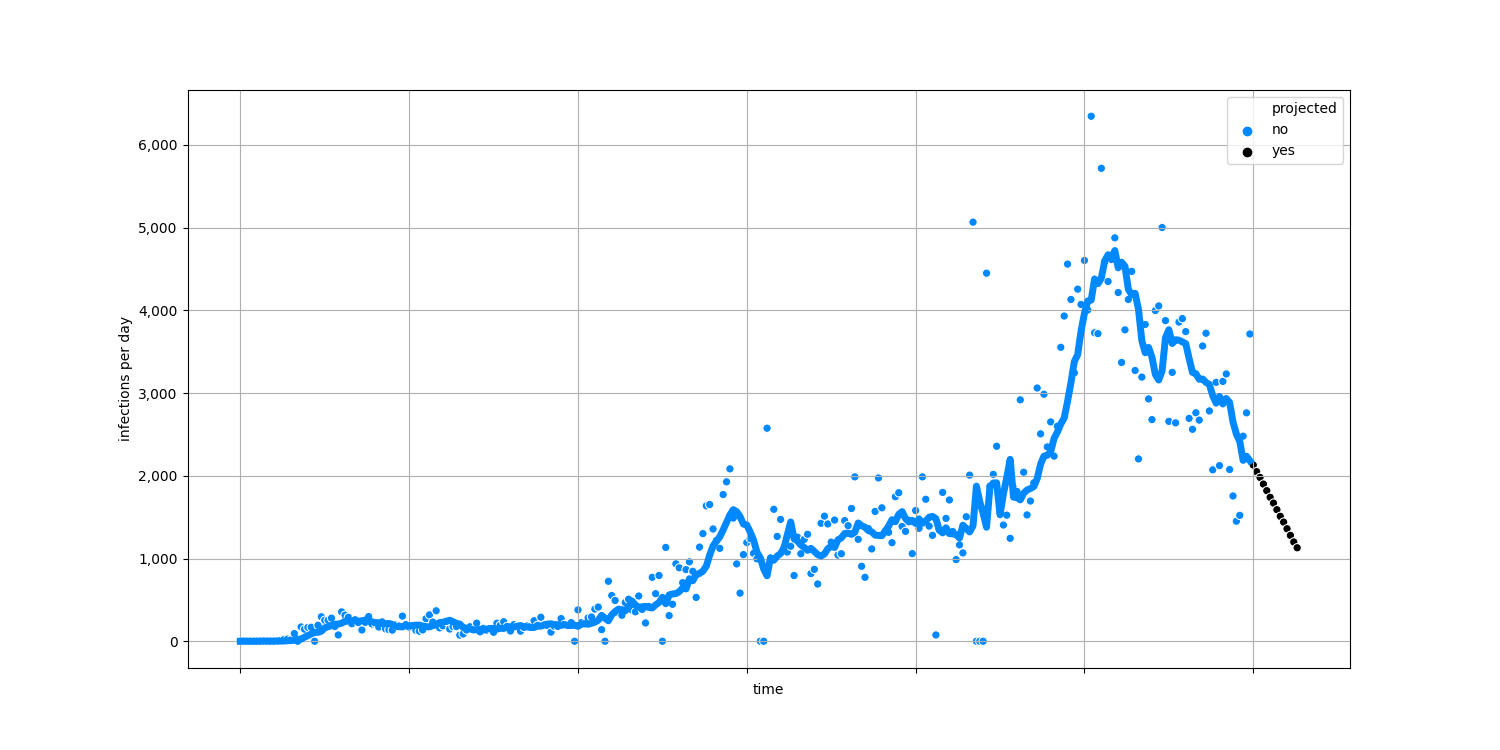 projected
no
yes
6,000
5,000
4,000
3,000
2,000
1,000
0
infections per day
time